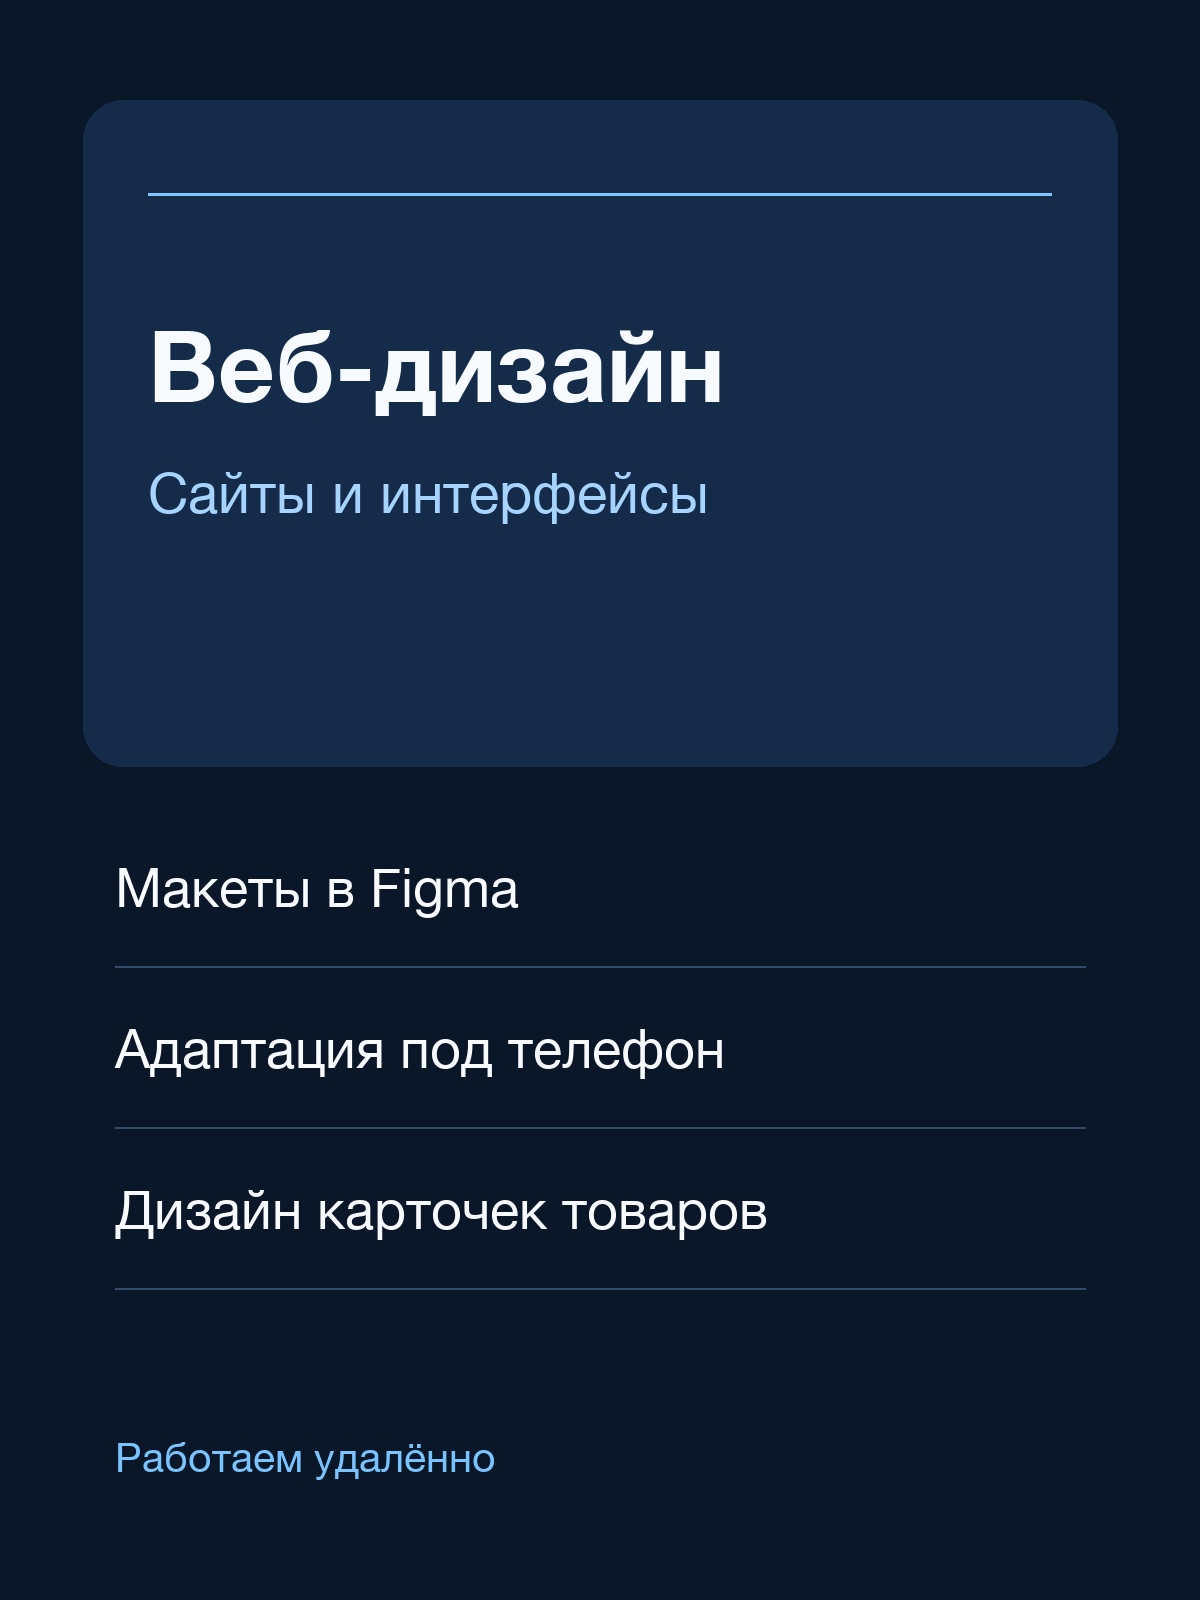 Веб-дизайн
Сайты и интерфейсы
Макеты в Figma
Адаптация под телефон
Дизайн карточек товаров
Работаем удалённо